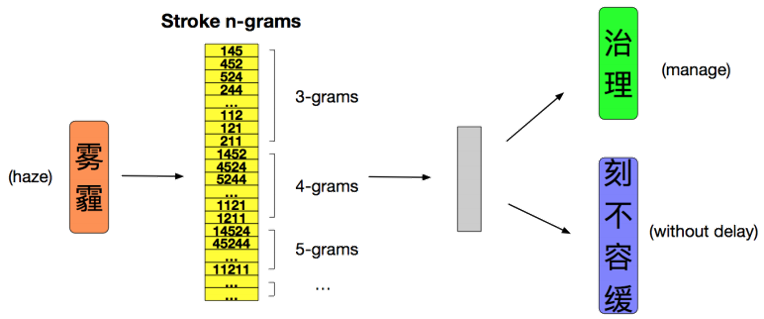 Stroke n-grams
(haze)
雾
霾
145
452
524
244
...
112
121
211
1452
4524
5244
...
1121
1211
14524
45244
...
11211
...
...
3-grams
4-grams
5-grams
...
治
理
(manage)
刻
不
容
缓
(without delay)